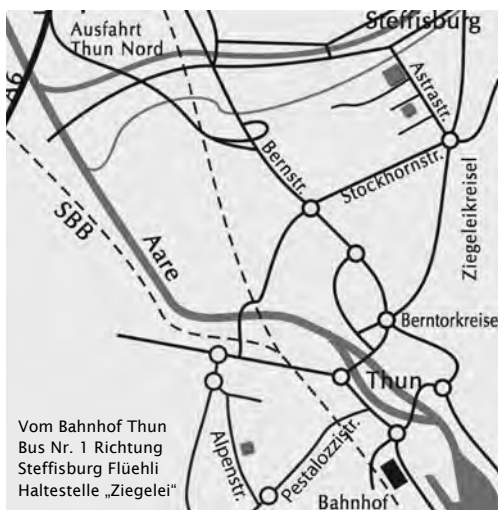 Steffisburg
Ausfahrt
Thun Nord
A6
Astrastr.
Bernstr.
Stockhornstr.
Ziegeleikreisel
SBB
Aare
Berntorkreise
Thun
Vom Bahnhof Thun
Bus Nr. 1 Richtung
Steffisburg Flüehli
Haltestelle „Ziegelei“
Alpenstr.
Pestalozzistr.
Bahnhof